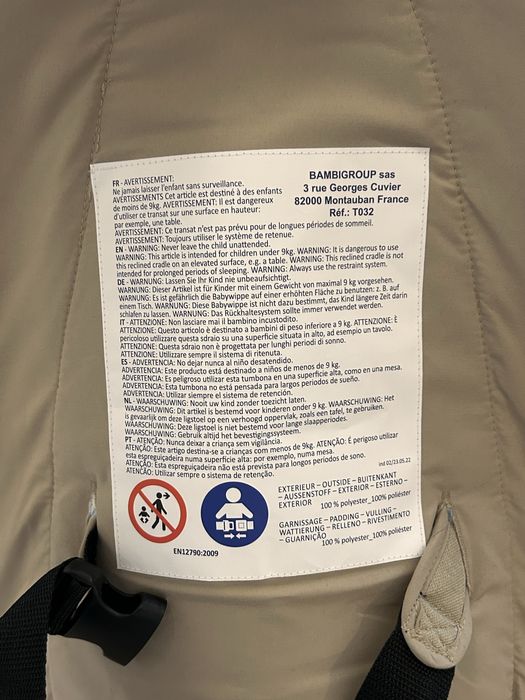 FR - AVERTISSEMENT:
Ne jamais laisser l'enfant sans surveillance.
AVERTISSEMENTS Cet article est destiné à des enfants
de moins de 9kg. AVERTISSEMENT: Il est dangereux
d'utiliser ce transat sur une surface en hauteur:
par exemple, une table.
AVERTISSEMENT: Ce transat n'est pas prévu pour de longues périodes de sommeil.
AVERTISSEMENT: Toujours utiliser le système de retenue.
BAMBIGROUP sas
3 rue Georges Cuvier
82000 Montauban France
Réf.: T032
EN - WARNING: Never leave the child unattended.
WARNING: This article is intended for children under 9kg. WARNING: It is dangerous to use
this reclined cradle on an elevated surface, e.g. a table. WARNING: This reclined cradle is not
intended for prolonged periods of sleeping. WARNING: Always use the restraint system.
DE - WARNUNG: Lassen Sie Ihr Kind nie unbeaufsichtigt.
WARNUNG: Dieser Artikel ist für Kinder mit einem Gewicht von maximal 9 kg vorgesehen.
WARNUNG: Es ist gefährlich die Babywippe auf einer erhöhten Fläche zu benutzen: z. B. auf
einem Tisch. WARNUNG: Diese Babywippe ist nicht dazu bestimmt, das Kind längere Zeit darin
schlafen zu lassen. WARNUNG: Das Rückhaltesystem sollte immer verwendet werden.
IT - ATTENZIONE: Non lasciare mai il bambino incustodito.
ATTENZIONE: Questo articolo è destinato a bambini di peso inferiore a 9 kg. ATTENZIONE: È
pericoloso utilizzare questa sdraio su una superficie situata in alto, ad esempio un tavolo.
ATTENZIONE: Questa sdraio non è progettata per lunghi periodi di sonno.
ATTENZIONE: Utilizzare sempre il sistema di ritenuta.
ES - ADVERTENCIA: No dejar nunca al niño desatendido.
ADVERTENCIA: Este producto está destinado a niños de menos de 9 kg.
ADVERTENCIA: Es peligroso utilizar esta tumbona en una superficie alta, como en una mesa.
ADVERTENCIA: Esta tumbona no está pensada para largos periodos de sueño.
ADVERTENCIA: Utilizar siempre el sistema de retención.
NL - WAARSCHUWING: Nooit uw kind zonder toezicht laten.
WAARSCHUWING: Dit artikel is bestemd voor kinderen onder 9 kg. WAARSCHUWING: Het
is gevaarlijk om deze ligstoel op een verhoogd oppervlak, zoals een tafel, te gebruiken.
WAARSCHUWING: Deze ligstoel is niet bestemd voor lange slaapperiodes.
WAARSCHUWING: Gebruik altijd het bevestigingssysteem.
PT - ATENÇÃO: Nunca deixar a criança sem vigilância.
ATENÇÃO: Este artigo destina-se a crianças com menos de 9kg. ATENÇÃO: É perigoso utilizar
esta espreguiçadeira numa superfície alta: por exemplo, numa mesa.
ATENÇÃO: Esta espreguiçadeira não está prevista para longos períodos de sono.
ATENÇÃO: Utilizar sempre o sistema de retenção.
ind 02/23.05.22
EXTERIEUR – OUTSIDE – BUITENKANT
– AUSSENSTOFF – EXTERIOR – ESTERNO –
EXTERIOR 100 % polyester_100% poliéster
GARNISSAGE – PADDING – VULLING –
WATTIERUNG – RELLENO – RIVESTIMENTO
– GUARNIÇÃO 100 % polyester_100% poliéster
EN12790:2009